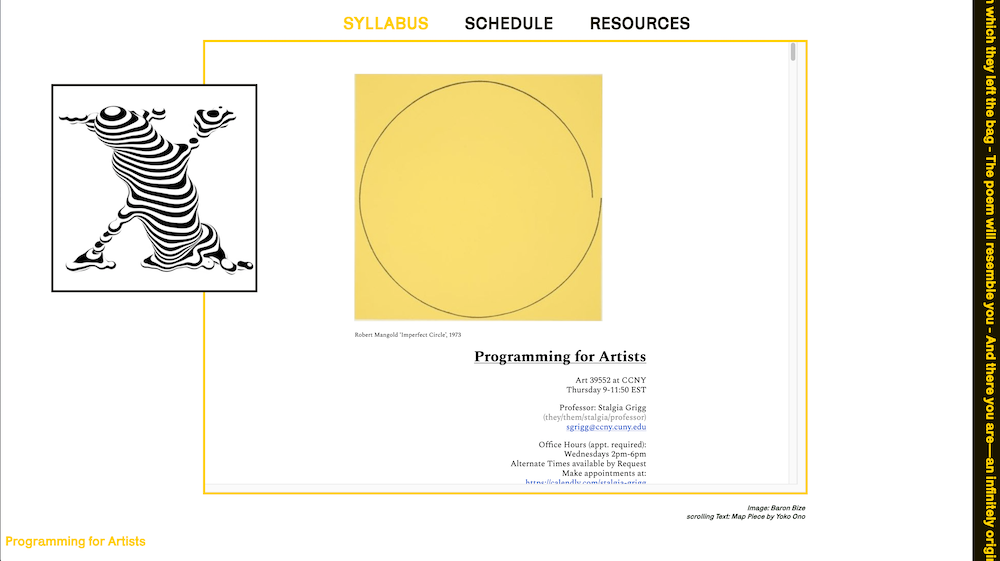 SYLLABUS
SCHEDULE
RESOURCES
Robert Mangold 'Imperfect Circle', 1973
Programming for Artists
Art 39552 at CCNY
Thursday 9-11:50 EST
Professor: Stalgia Grigg
(they/them/stalgia/professor)
sgrigg@ccny.cuny.edu
Office Hours (appt. required):
Wednesdays 2pm-6pm
Alternate Times available by Request
Make appointments at:
https://calendly.com/stalgia-grigg
Image: Baron Bize
scrolling Text: Map Piece by Yoko Ono
Programming for Artists
which they left the bag - The poem will resemble you - And there you are—an infinitely